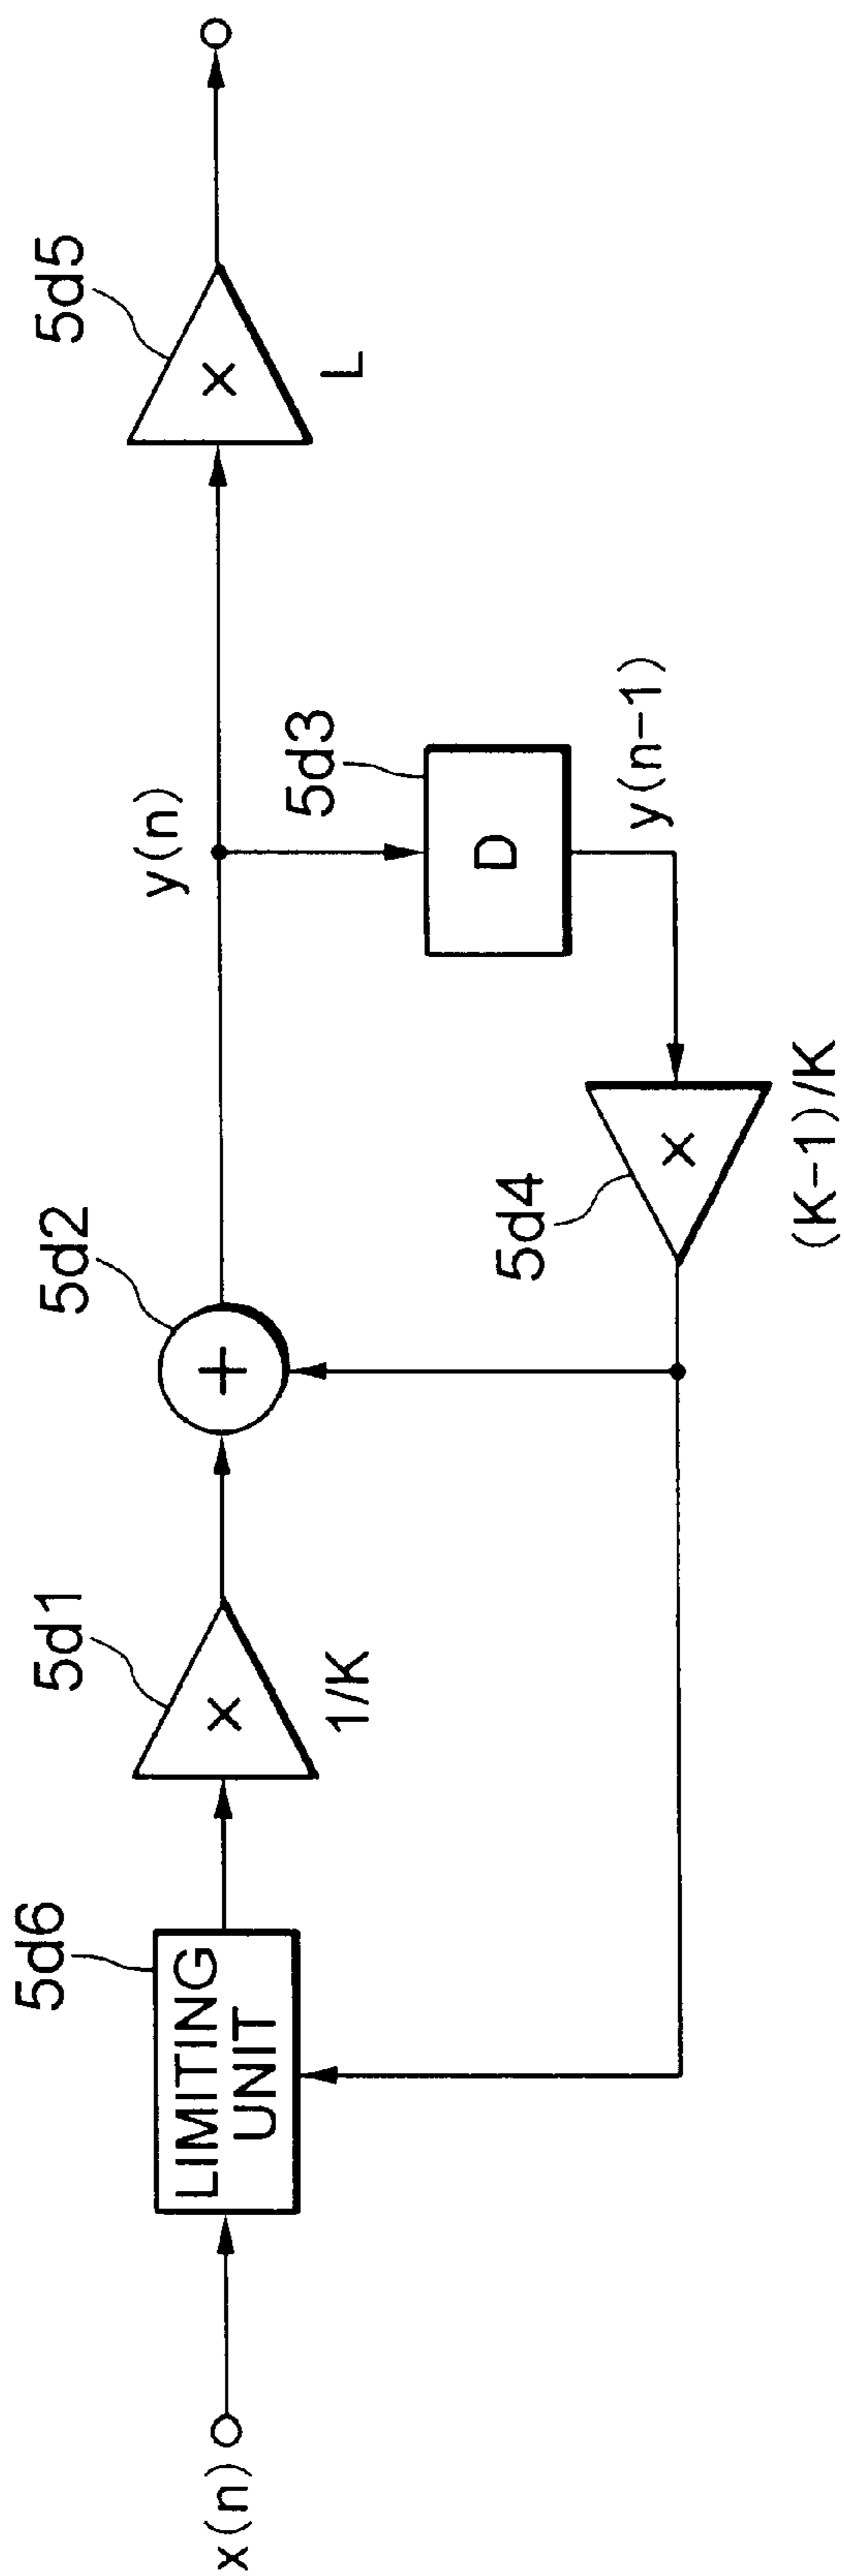 x(n)
5d6
LIMITING
UNIT
5d1
×
1/K
5d2
+
y(n)
5d3
D
y(n-1)
5d4
×
(K-1)/K
5d5
×
L